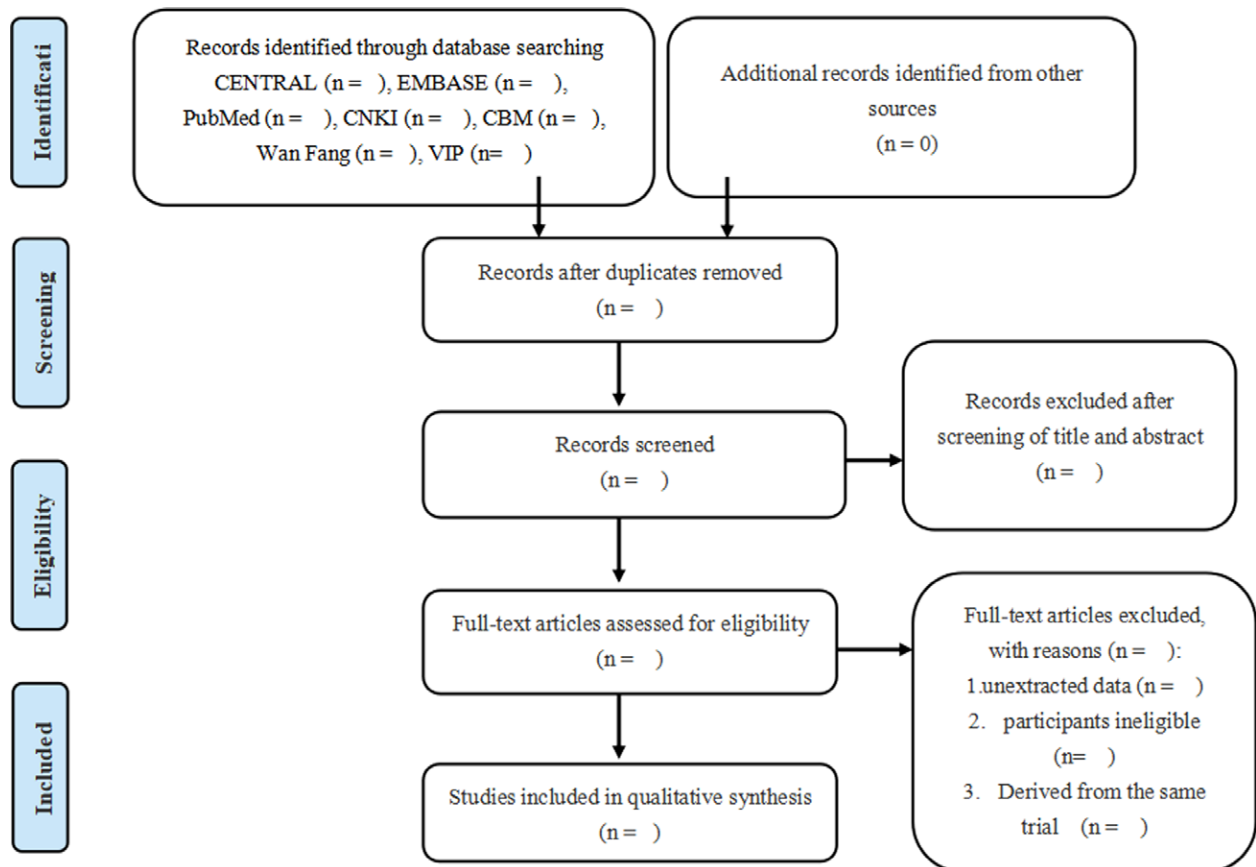 Identificati
Records identified through database searching
CENTRAL (n =   ), EMBASE (n =   ),
PubMed (n =   ), CNKI (n =   ), CBM (n =   ),
Wan Fang (n =   ), VIP (n=   )
Additional records identified from other
sources
(n = 0)
Screening
Records after duplicates removed
(n =   )
Records screened
(n =   )
Records excluded after
screening of title and abstract
(n =   )
Eligibility
Full-text articles assessed for eligibility
(n =   )
Full-text articles excluded,
with reasons (n =   ):
1.unextracted data (n =   )
2. participants ineligible
(n=   )
3. Derived from the same
trial (n =   )
Included
Studies included in qualitative synthesis
(n =   )